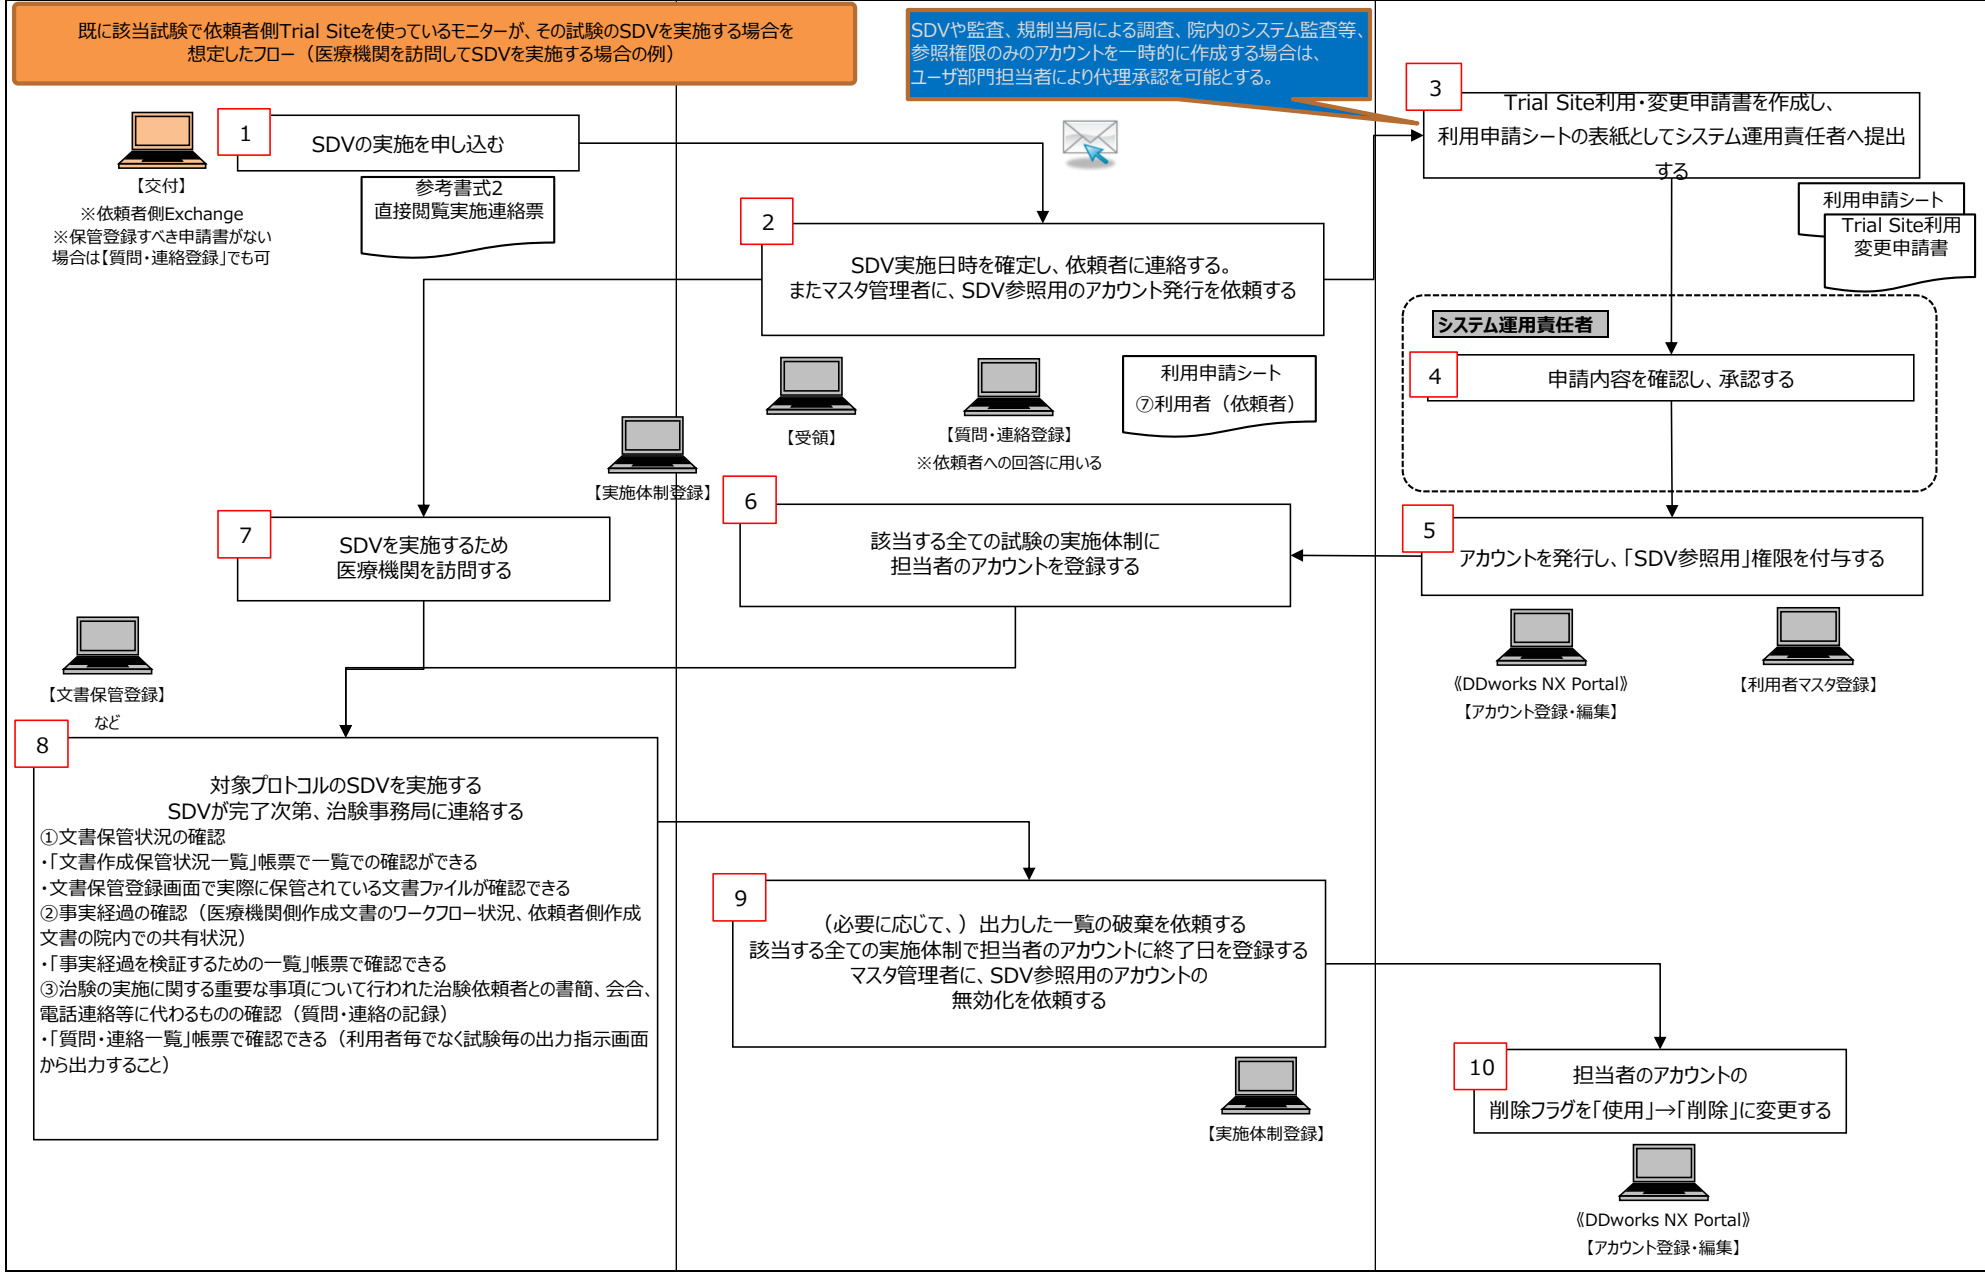 既に該当試験で依頼者側Trial Siteを使っているモニターが、その試験のSDVを実施する場合を
想定したフロー（医療機関を訪問してSDVを実施する場合の例）
SDVや監査、規制当局による調査、院内のシステム監査等、
参照権限のみのアカウントを一時的に作成する場合は、
ユーザ部門担当者により代理承認を可能とする。
1
SDVの実施を申し込む
【交付】
※依頼者側Exchange
※保管登録すべき申請書がない
場合は【質問・連絡登録】でも可
参考書式2
直接閲覧実施連絡票
2
SDV実施日時を確定し、依頼者に連絡する。
またマスタ管理者に、SDV参照用のアカウント発行を依頼する
【受領】
【質問・連絡登録】
※依頼者への回答に用いる
利用申請シート
⑦利用者（依頼者）
3
Trial Site利用・変更申請書を作成し、
利用申請シートの表紙としてシステム運用責任者へ提出
する
利用申請シート
Trial Site利用
変更申請書
システム運用責任者
4
申請内容を確認し、承認する
5
アカウントを発行し、「SDV参照用」権限を付与する
《DDworks NX Portal》
【アカウント登録・編集】
【利用者マスタ登録】
【実施体制登録】
6
該当する全ての試験の実施体制に
担当者のアカウントを登録する
7
SDVを実施するため
医療機関を訪問する
【文書保管登録】
など
8
対象プロトコルのSDVを実施する
SDVが完了次第、治験事務局に連絡する
①文書保管状況の確認
・「文書作成保管状況一覧」帳票で一覧での確認ができる
・文書保管登録画面で実際に保管されている文書ファイルが確認できる
②事実経過の確認（医療機関側作成文書のワークフロー状況、依頼者側作成
文書の院内での共有状況）
・「事実経過を検証するための一覧」帳票で確認できる
③治験の実施に関する重要な事項について行われた治験依頼者との書簡、会合、
電話連絡等に代わるものの確認（質問・連絡の記録）
・「質問・連絡一覧」帳票で確認できる（利用者毎でなく試験毎の出力指示画面
から出力すること）
9
（必要に応じて、）出力した一覧の破棄を依頼する
該当する全ての実施体制で担当者のアカウントに終了日を登録する
マスタ管理者に、SDV参照用のアカウントの
無効化を依頼する
【実施体制登録】
10
担当者のアカウントの
削除フラグを「使用」→「削除」に変更する
《DDworks NX Portal》
【アカウント登録・編集】